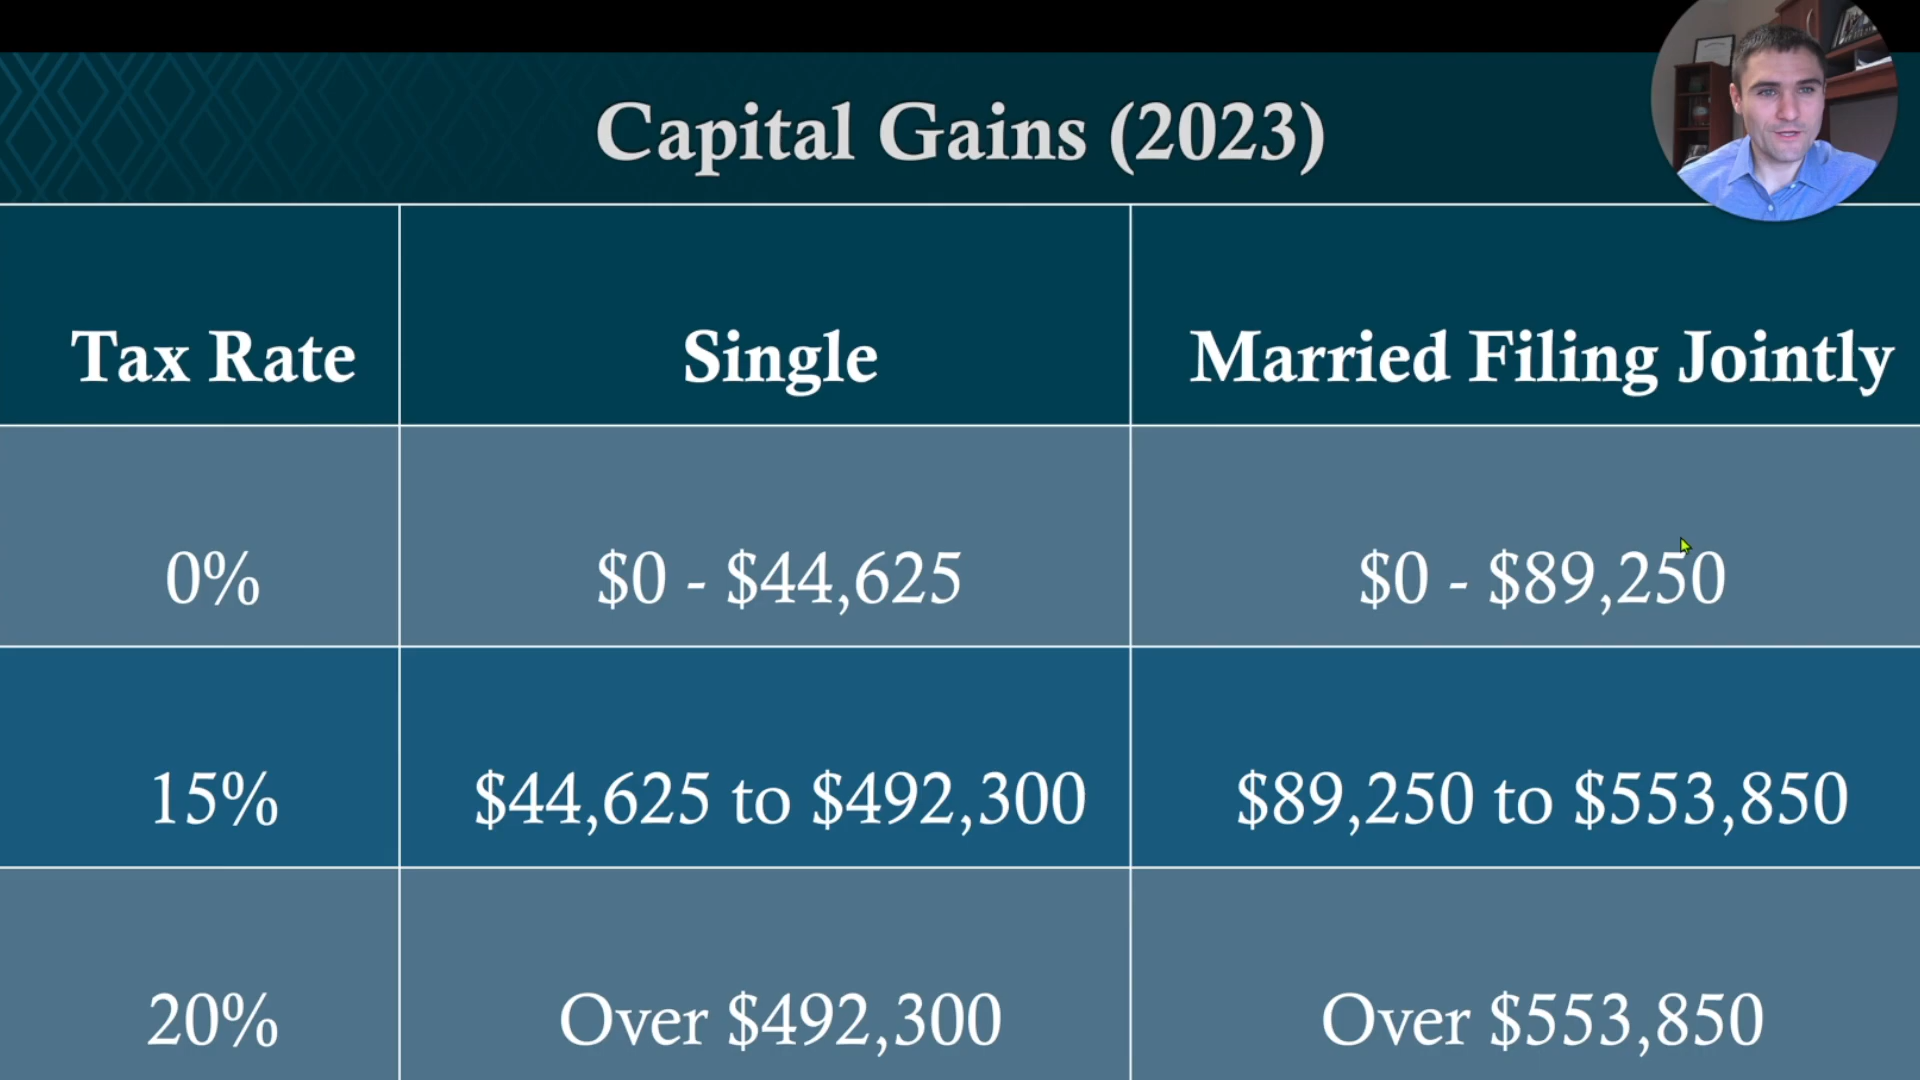 Capital Gains (2023)
Tax Rate Single Married Filing Jointly
0% $0 - $44,625 $0 - $89,250
15% $44,625 to $492,300 $89,250 to $553,850
20% Over $492,300 Over $553,850